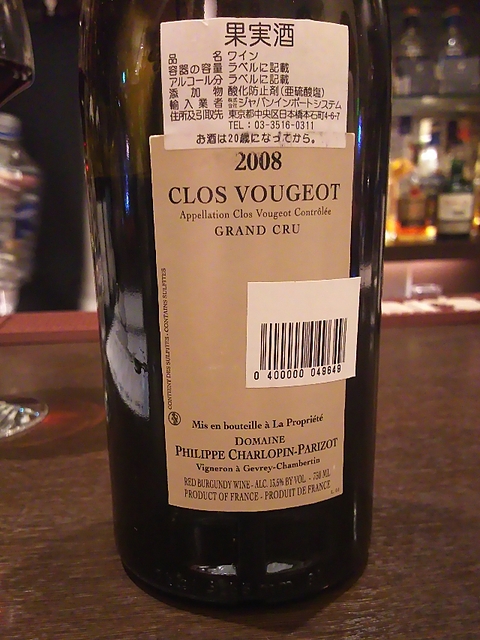 果実酒
品名 ワイン
容器の容量 ラベルに記載
アルコール分 ラベルに記載
添加物 酸化防止剤(亜硫酸塩)
輸入業者 株式会社ジャパンインポートシステム
住所及引取先 東京都中央区日本橋本石町4-6-7
TEL:03-3516-0311
お酒は20歳になってから。
2008
CLOS VOUGEOT
Appellation Clos Vougeot Contrôlée
GRAND CRU
CONTIENT DES SULFITES - CONTAINS SULFITES
0 400000 049649
Mis en bouteille à La Propriété
DOMAINE
PHILIPPE CHARLOPIN-PARIZOT
Vigneron à Gevrey-Chambertin
RED BURGUNDY WINE - ALC. 13,5% BY VOL. - 750 ML
PRODUCT OF FRANCE - PRODUIT DE FRANCE